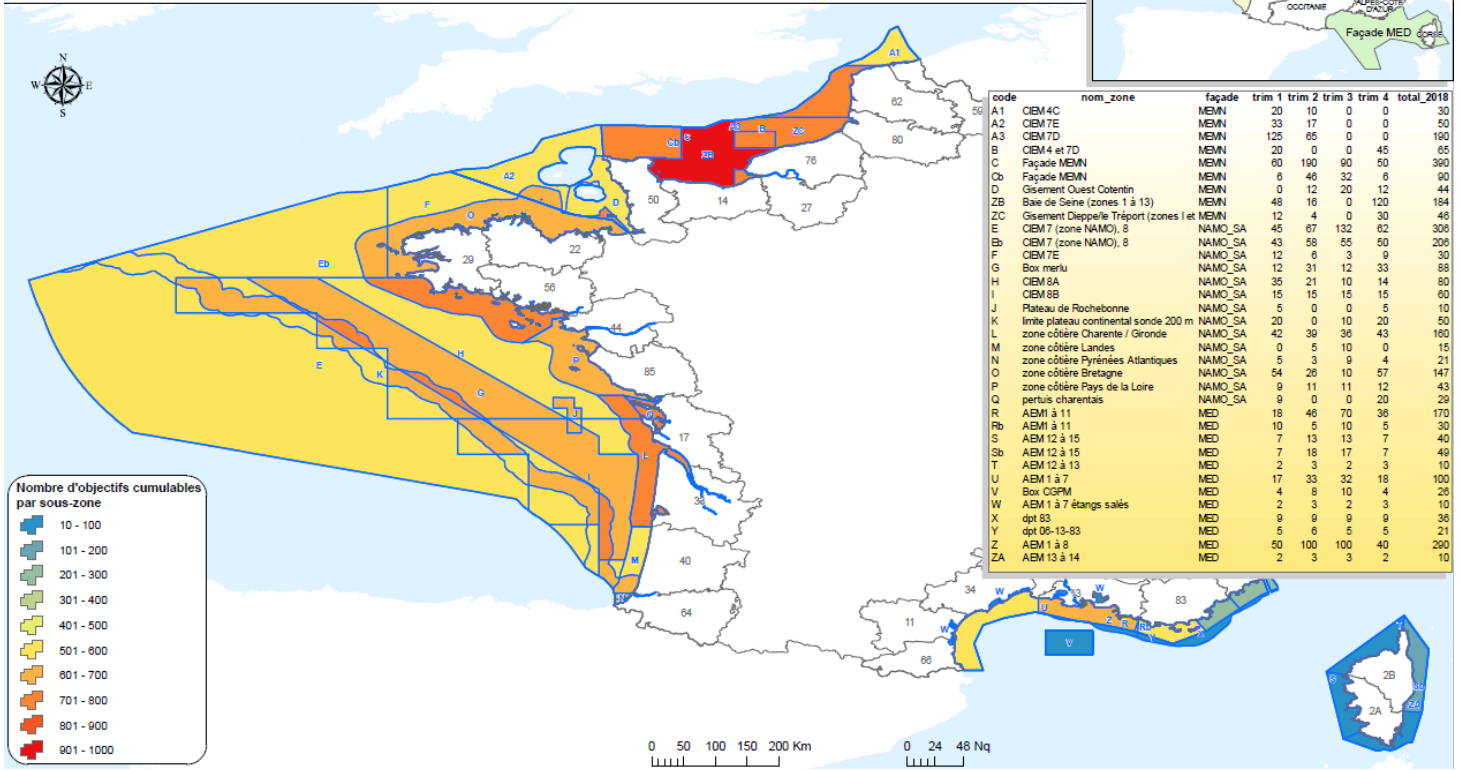 OCCITANIE
ALPES-COTE
D'AZUR
Façade MED
CORSE
N
W E
S
code nom_zone façade trim 1 trim 2 trim 3 trim 4 total_2018
A1 CIEM 4C MEMN 20 10 0 0 30
A2 CIEM 7E MEMN 33 17 0 0 50
A3 CIEM 7D MEMN 125 65 0 0 190
B CIEM 4 et 7D MEMN 20 0 0 45 65
C Façade MEMN MEMN 60 190 90 50 390
Cb Façade MEMN MEMN 6 46 32 6 90
D Gisement Ouest Cotentin MEMN 0 12 20 12 44
ZB Baie de Seine (zones 1 à 13) MEMN 48 16 0 120 184
ZC Gisement Dieppe/le Tréport (zones I et MEMN 12 4 0 30 46
E CIEM 7 (zone NAMO), 8 NAMO_SA 45 67 132 62 306
Eb CIEM 7 (zone NAMO), 8 NAMO_SA 43 58 55 50 206
F CIEM 7E NAMO_SA 12 6 3 9 30
G Box merlu NAMO_SA 12 31 12 33 88
H CIEM 8A NAMO_SA 35 21 10 14 80
I CIEM 8B NAMO_SA 15 15 15 15 60
J Plateau de Rochebonne NAMO_SA 5 0 0 5 10
K limite plateau continental sonde 200 m NAMO_SA 20 0 10 20 50
L zone côtière Charente / Gironde NAMO_SA 42 39 36 43 160
M zone côtière Landes NAMO_SA 0 5 10 0 15
N zone côtière Pyrénées Atlantiques NAMO_SA 5 3 9 4 21
O zone côtière Bretagne NAMO_SA 54 26 10 57 147
P zone côtière Pays de la Loire NAMO_SA 9 11 11 12 43
Q pertuis charentais NAMO_SA 9 0 0 20 29
R AEM1 à 11 MED 18 46 70 36 170
Rb AEM1 à 11 MED 10 5 10 5 30
S AEM 12 à 15 MED 7 13 13 7 40
Sb AEM 12 à 15 MED 7 18 17 7 49
T AEM 12 à 13 MED 2 3 2 3 10
U AEM 1 à 7 MED 17 33 32 18 100
V Box CGPM MED 4 8 10 4 26
W AEM 1 à 7 étangs salés MED 2 3 2 3 10
X dpt 83 MED 9 9 9 9 36
Y dpt 06-13-83 MED 5 6 5 5 21
Z AEM 1 à 8 MED 50 100 100 40 290
ZA AEM 13 à 14 MED 2 3 3 2 10
A1
62
59
80
A3
B
ZC
C
Cb
ZB
76
A2
50
14
27
F
O
D
22
29
56
Eb
44
H
P
85
E
K
G
J
Q
17
L
I
33
M
40
N
64
34
W
13
W
83
11
W
U
Z
R
Rb
Y
X
66
V
T
2B
S
Sb
ZA
2A
Nombre d'objectifs cumulables
par sous-zone
10 - 100
101 - 200
201 - 300
301 - 400
401 - 500
501 - 600
601 - 700
701 - 800
801 - 900
901 - 1000
0 50 100 150 200 Km
0 24 48 Nq